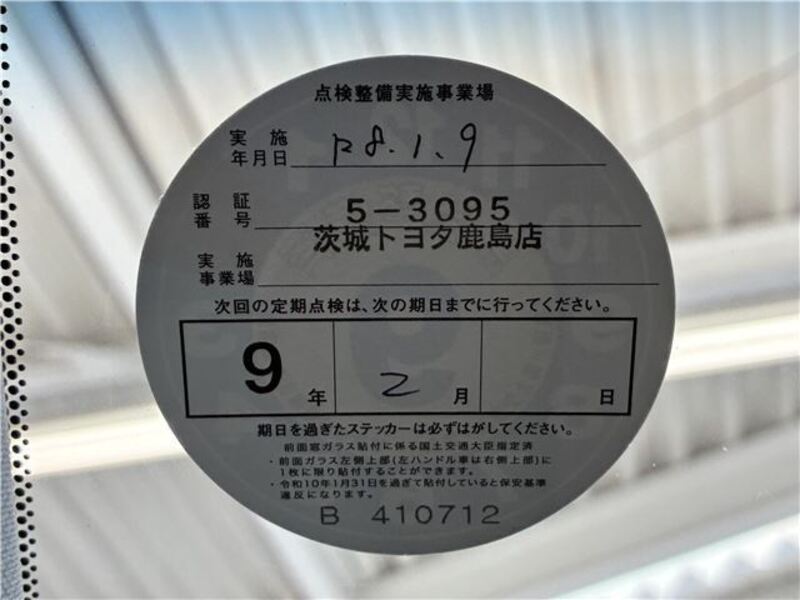 点検整備実施事業場
実施
年月日 R8.1.9
認証
番号 5-3095
茨城トヨタ鹿島店
実施
事業場
次回の定期点検は、次の期日までに行ってください。
9年 2月 日
期日を過ぎたステッカーは必ずはがしてください。
前面窓ガラス貼付に係る国土交通大臣指定済
・前面ガラス左側上部(左ハンドル車は右側上部)に
1枚に限り貼付することができます。
・令和10年1月31日を過ぎて貼付していると保安基準
違反になります。
B 410712